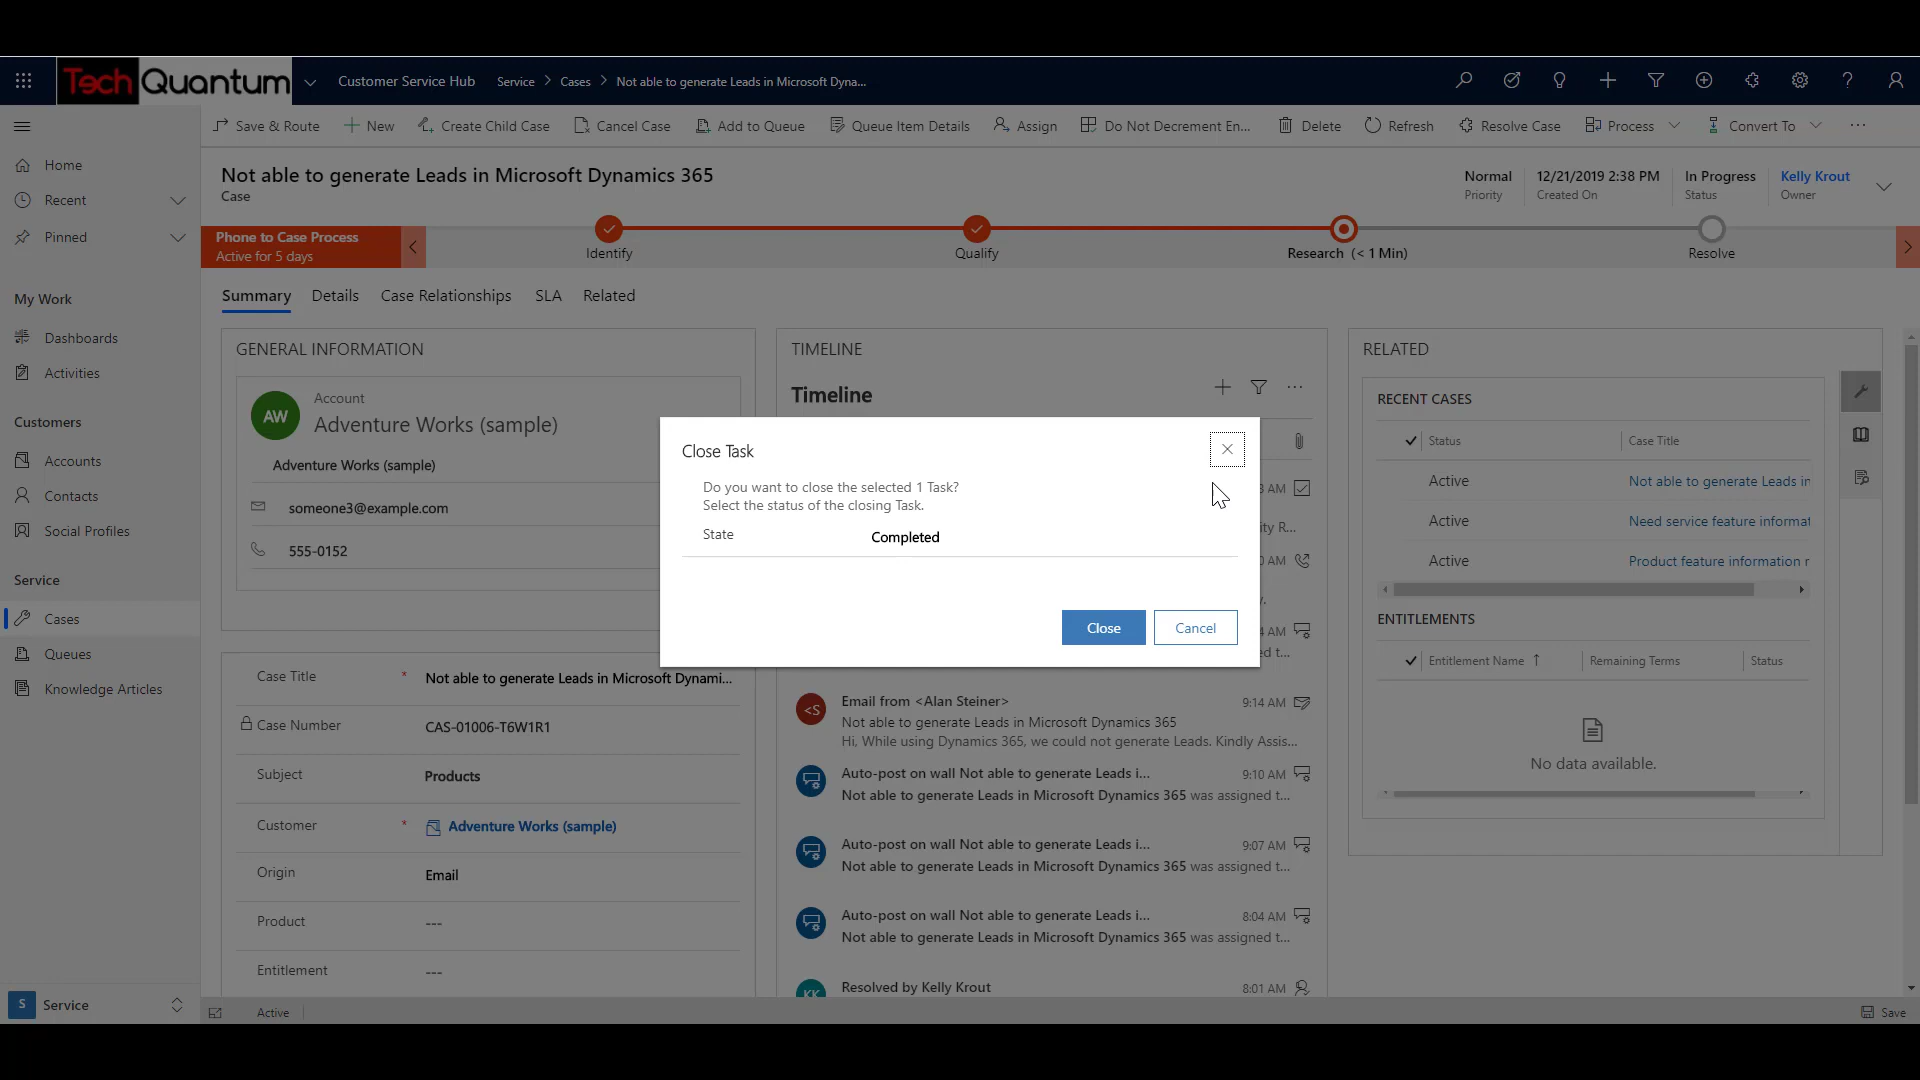 Tech Quantum
Customer Service Hub
Service > Cases > Not able to generate Leads in Microsoft Dyna...
Save & Route
New
Create Child Case
Cancel Case
Add to Queue
Queue Item Details
Assign
Do Not Decrement En...
Delete
Refresh
Resolve Case
Process
Convert To
Home
Recent
Pinned
My Work
Dashboards
Activities
Customers
Accounts
Contacts
Social Profiles
Service
Cases
Queues
Knowledge Articles
S Service
Not able to generate Leads in Microsoft Dynamics 365
Case
Normal
Priority
12/21/2019 2:38 PM
Created On
In Progress
Status
Kelly Krout
Owner
Phone to Case Process
Active for 5 days
Identify
Qualify
Research (< 1 Min)
Resolve
Summary
Details
Case Relationships
SLA
Related
GENERAL INFORMATION
AW
Account
Adventure Works (sample)
Adventure Works (sample)
someone3@example.com
555-0152
Case Title * Not able to generate Leads in Microsoft Dynami...
Case Number CAS-01006-T6W1R1
Subject Products
Customer * Adventure Works (sample)
Origin Email
Product ---
Entitlement ---
TIMELINE
Timeline
Close Task
Do you want to close the selected 1 Task?
Select the status of the closing Task.
State Completed
Close
Cancel
AM
ity R...
AM
AM
ed t...
<S
Email from <Alan Steiner> 9:14 AM
Not able to generate Leads in Microsoft Dynamics 365
Hi, While using Dynamics 365, we could not generate Leads. Kindly Assis...
Auto-post on wall Not able to generate Leads i... 9:10 AM
Not able to generate Leads in Microsoft Dynamics 365 was assigned t...
Auto-post on wall Not able to generate Leads i... 9:07 AM
Not able to generate Leads in Microsoft Dynamics 365 was assigned t...
Auto-post on wall Not able to generate Leads i... 8:04 AM
Not able to generate Leads in Microsoft Dynamics 365 was assigned t...
KK
Resolved by Kelly Krout 8:01 AM
RELATED
RECENT CASES
Status Case Title
Active Not able to generate Leads in
Active Need service feature informat
Active Product feature information r
ENTITLEMENTS
Entitlement Name ↑ Remaining Terms Status
No data available.
Active
Save